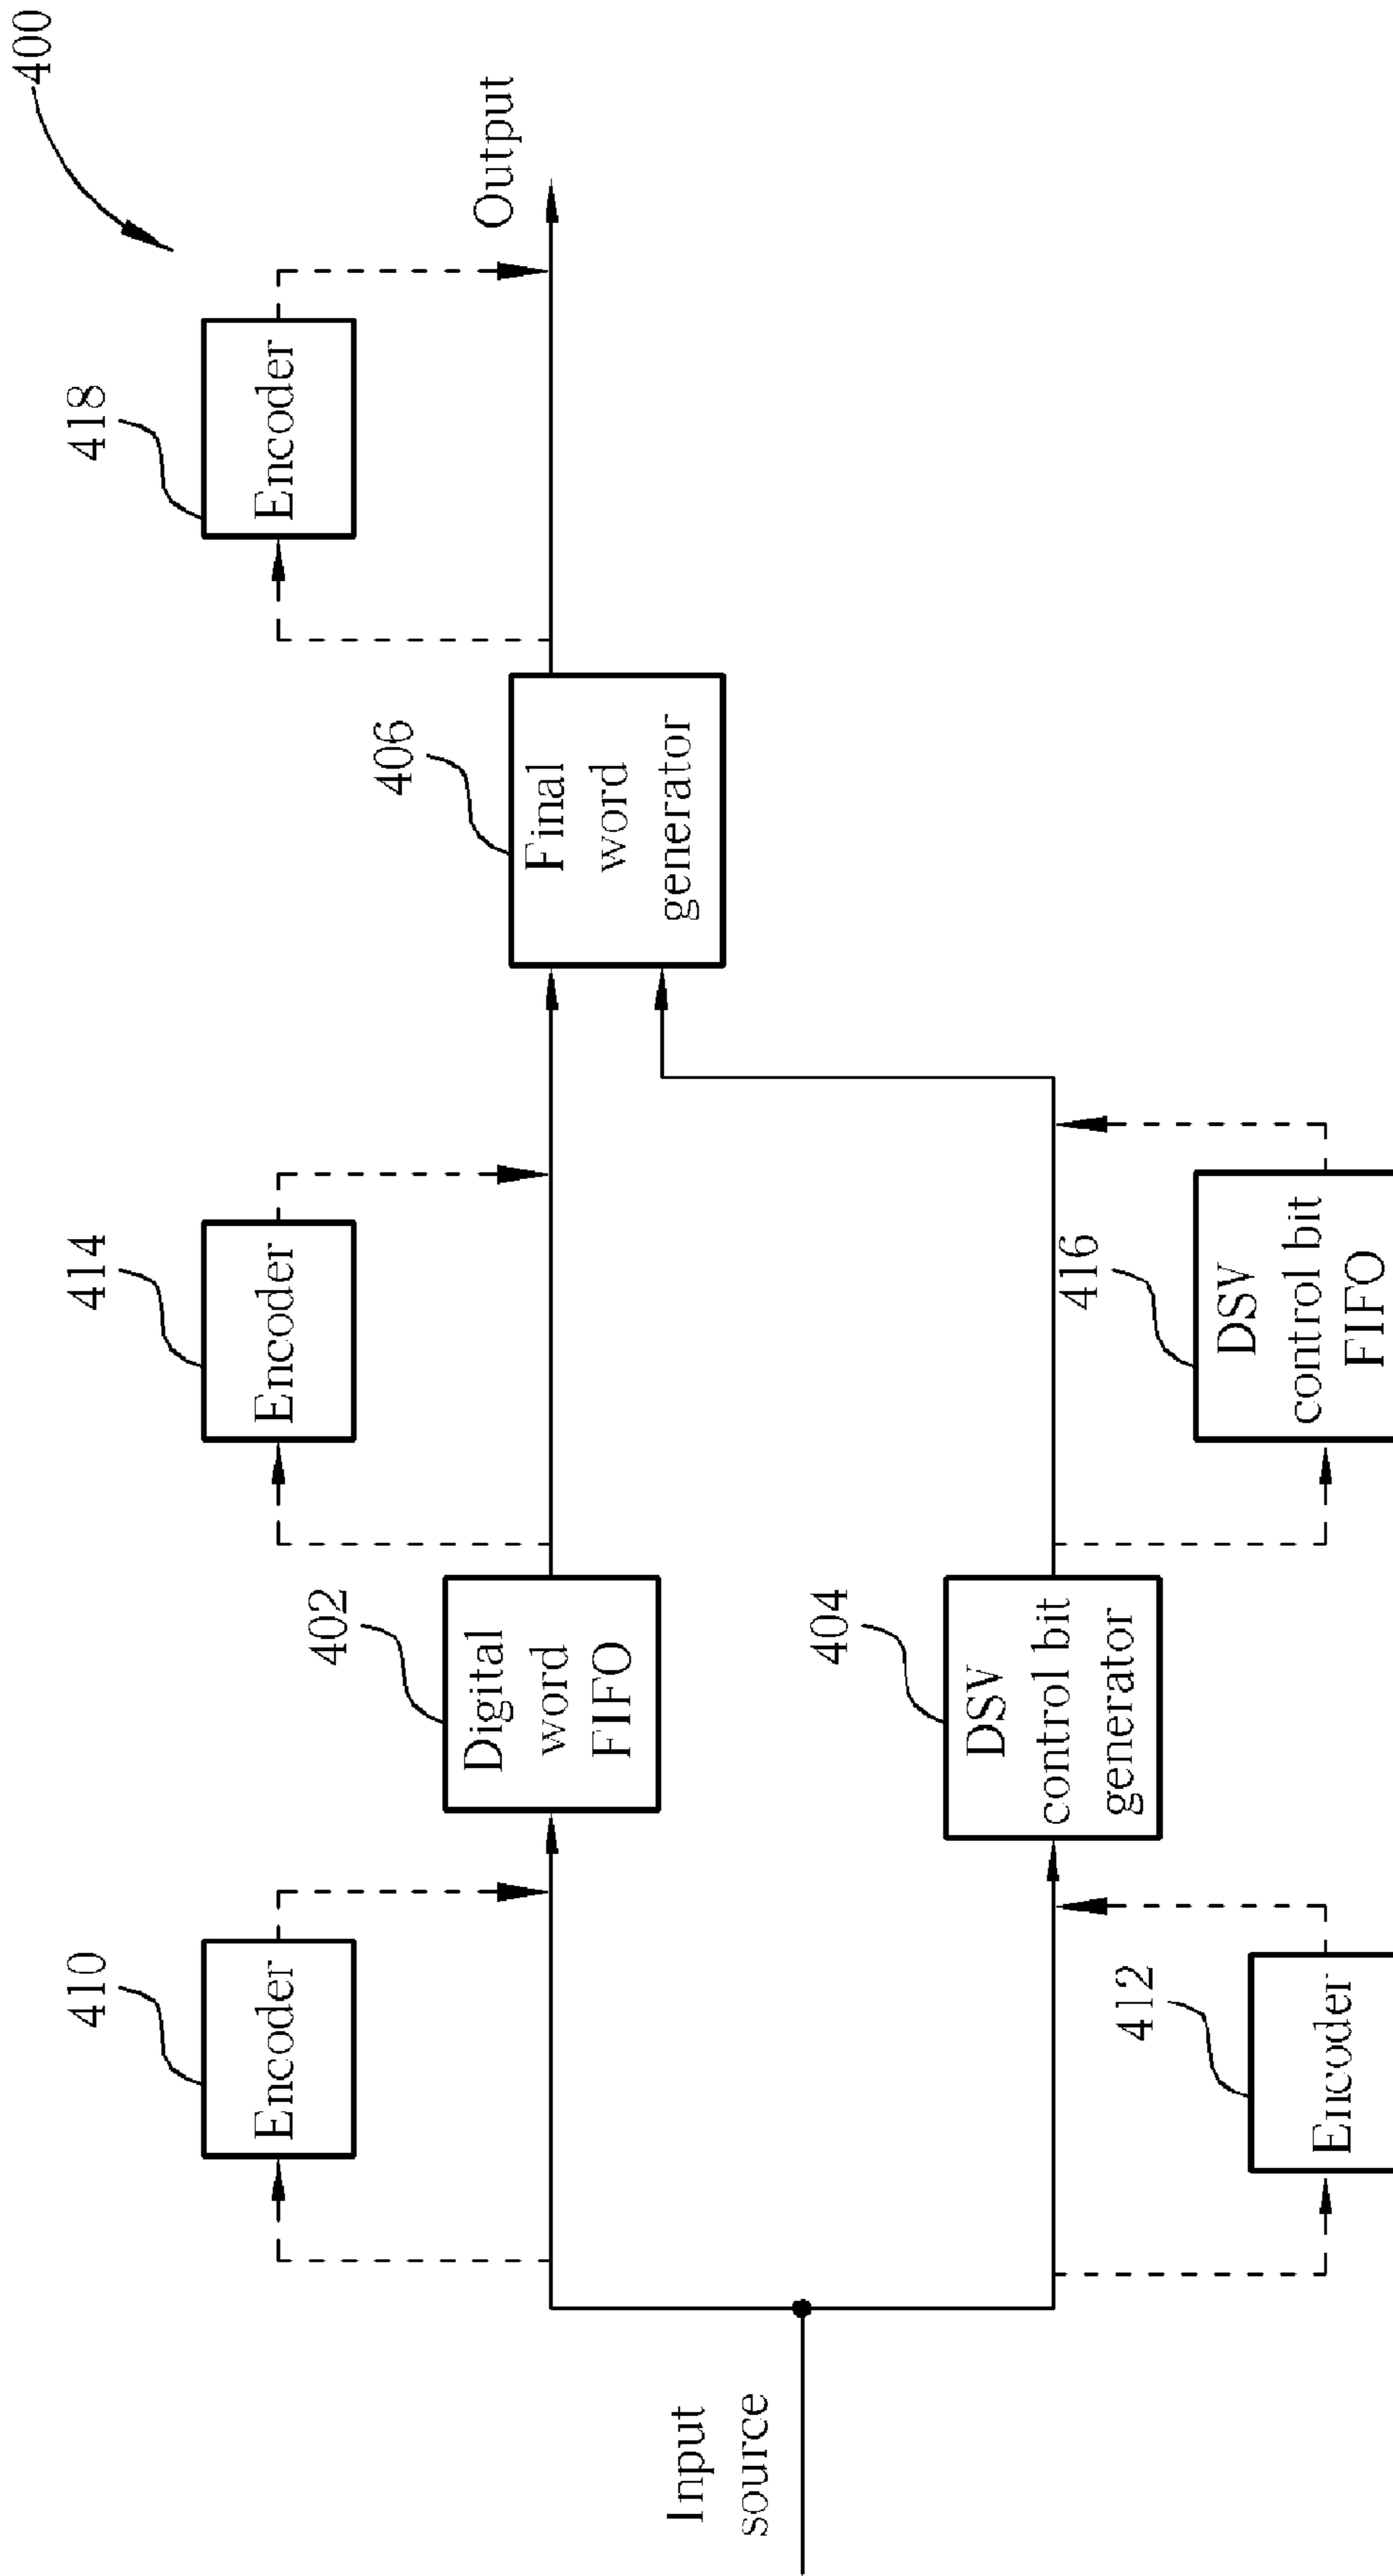 400
418
Encoder
Output
406
Final
word
generator
414
Encoder
402
Digital
word
FIFO
410
Encoder
416
DSV
control bit
FIFO
404
DSV
control bit
generator
412
Encoder
Input
source